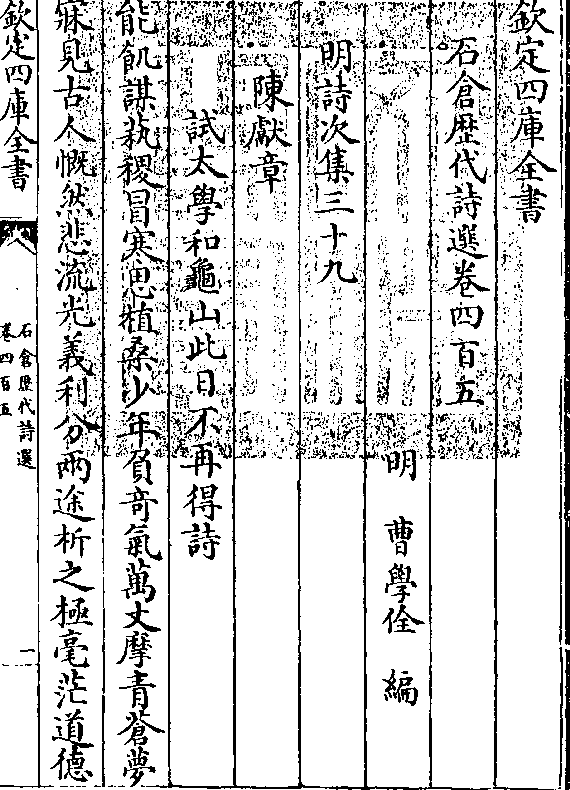 欽定四庫全書
石倉歴代詩選卷四百五
明 曹學佺 編
明詩次集三十九
陳獻章
試太學和龜山此日不再得詩
能飢謀蓺稷冒寒思植桑少年負竒氣萬丈摩青蒼夢
寐見古人慨然悲流光義利分兩途析之極毫茫道德
欽定四庫全書
石倉歴代詩選
卷四百五
一